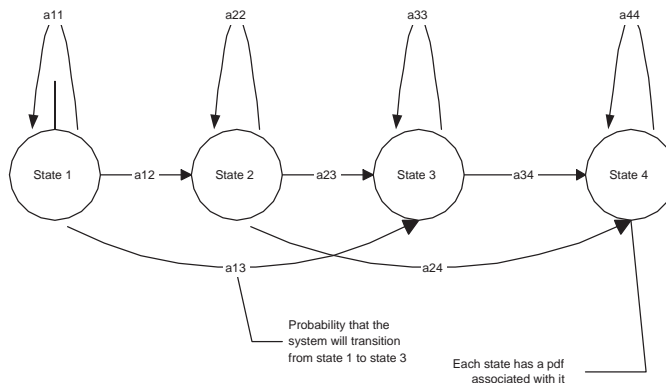 a11
a22
a33
a44
State 1
a12
State 2
a23
State 3
a34
State 4
a13
a24
Probability that the
system will transition
from state 1 to state 3
Each state has a pdf
associated with it